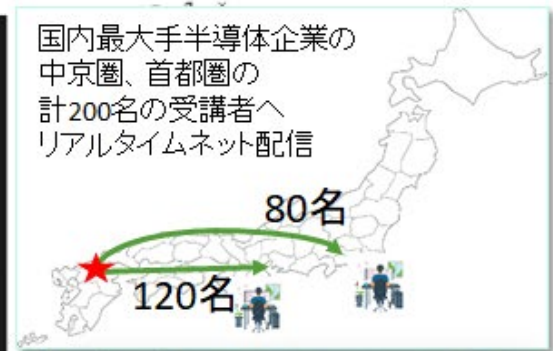 国内最大手半導体企業の
中京圏、首都圏の
計200名の受講者へ
リアルタイムネット配信
80名
120名